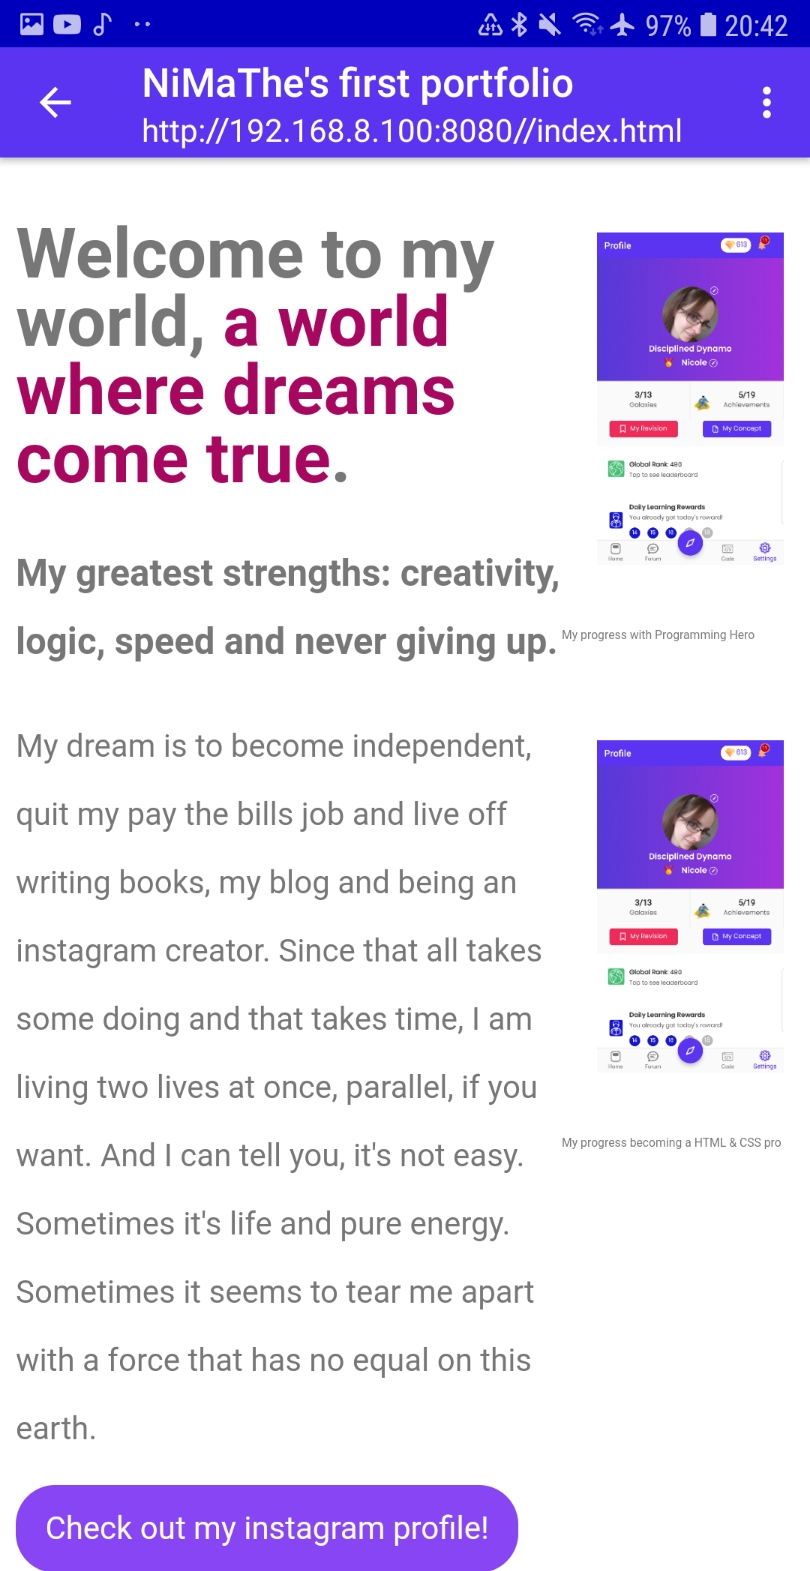 97% 20:42
NiMaThe's first portfolio
http://192.168.8.100:8080//index.html
Welcome to my
world, a world
where dreams
come true.
My greatest strengths: creativity,
logic, speed and never giving up.
My dream is to become independent,
quit my pay the bills job and live off
writing books, my blog and being an
instagram creator. Since that all takes
some doing and that takes time, I am
living two lives at once, parallel, if you
want. And I can tell you, it's not easy.
Sometimes it's life and pure energy.
Sometimes it seems to tear me apart
with a force that has no equal on this
earth.
Check out my instagram profile!
Profile 613
Disciplined Dynamo
Nicole
3/13 5/19
Galaxies Achievements
My Revision My Concept
Global Rank: 493
Tap to see leaderboard
Daily Learning Rewards
You already got today's reward!
14 15 16
Home Forum Code Settings
My progress with Programming Hero
Profile 613
Disciplined Dynamo
Nicole
3/13 5/19
Galaxies Achievements
My Revision My Concept
Global Rank: 493
Tap to see leaderboard
Daily Learning Rewards
You already got today's reward!
14 15 16
Home Forum Code Settings
My progress becoming a HTML & CSS pro